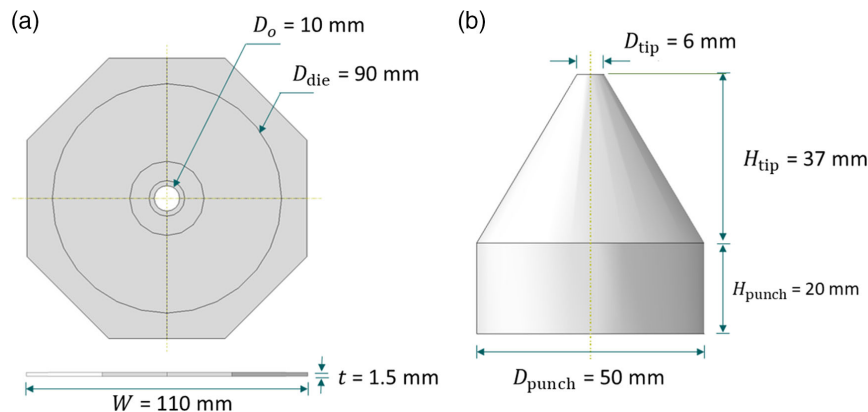 (a)
D_o = 10 mm
D_die = 90 mm
t = 1.5 mm
W = 110 mm
(b)
D_tip = 6 mm
H_tip = 37 mm
H_punch = 20 mm
D_punch = 50 mm